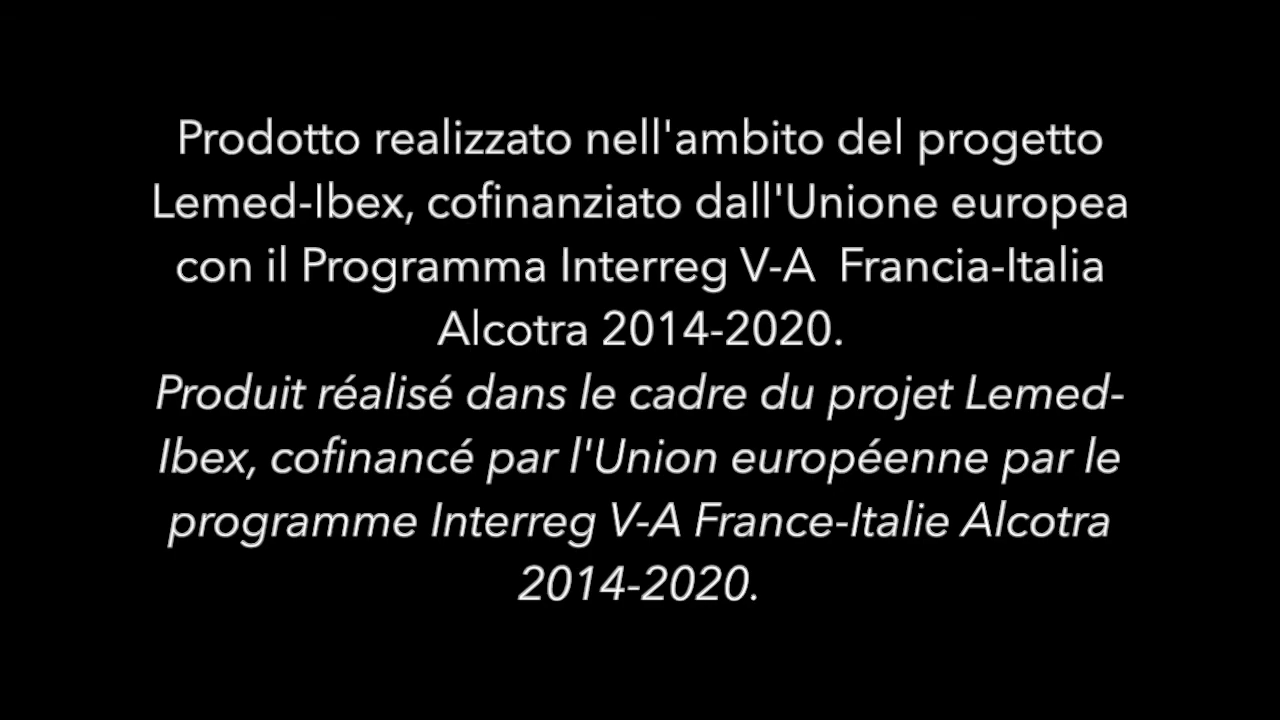 Prodotto realizzato nell'ambito del progetto
Lemed-Ibex, cofinanziato dall'Unione europea
con il Programma Interreg V-A  Francia-Italia
Alcotra 2014-2020.
Produit réalisé dans le cadre du projet Lemed-
Ibex, cofinancé par l'Union européenne par le
programme Interreg V-A France-Italie Alcotra
2014-2020.